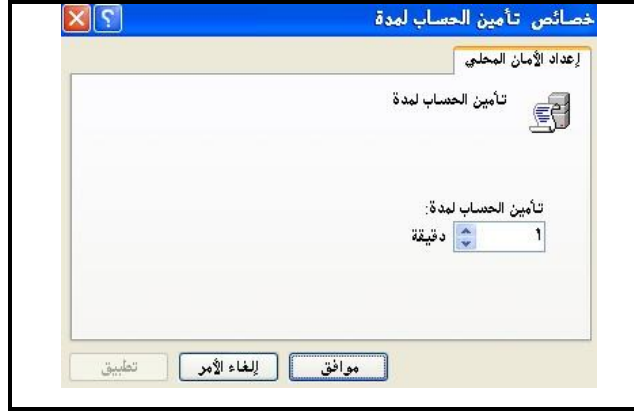 خصائص تأمين الحساب لمدة
إعداد الأمان المحلي
تأمين الحساب لمدة
تأمين الحساب لمدة:
١ دقيقة
موافق إلغاء الأمر تطبيق